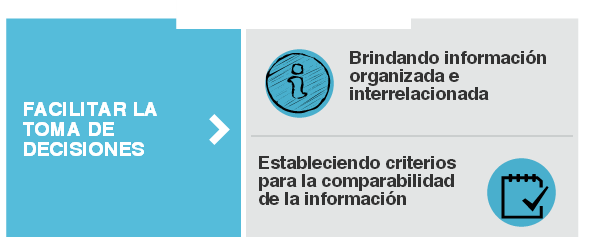 FACILITAR LA
TOMA DE
DECISIONES
Brindando información
organizada e
interrelacionada
Estableciendo criterios
para la comparabilidad
de la información